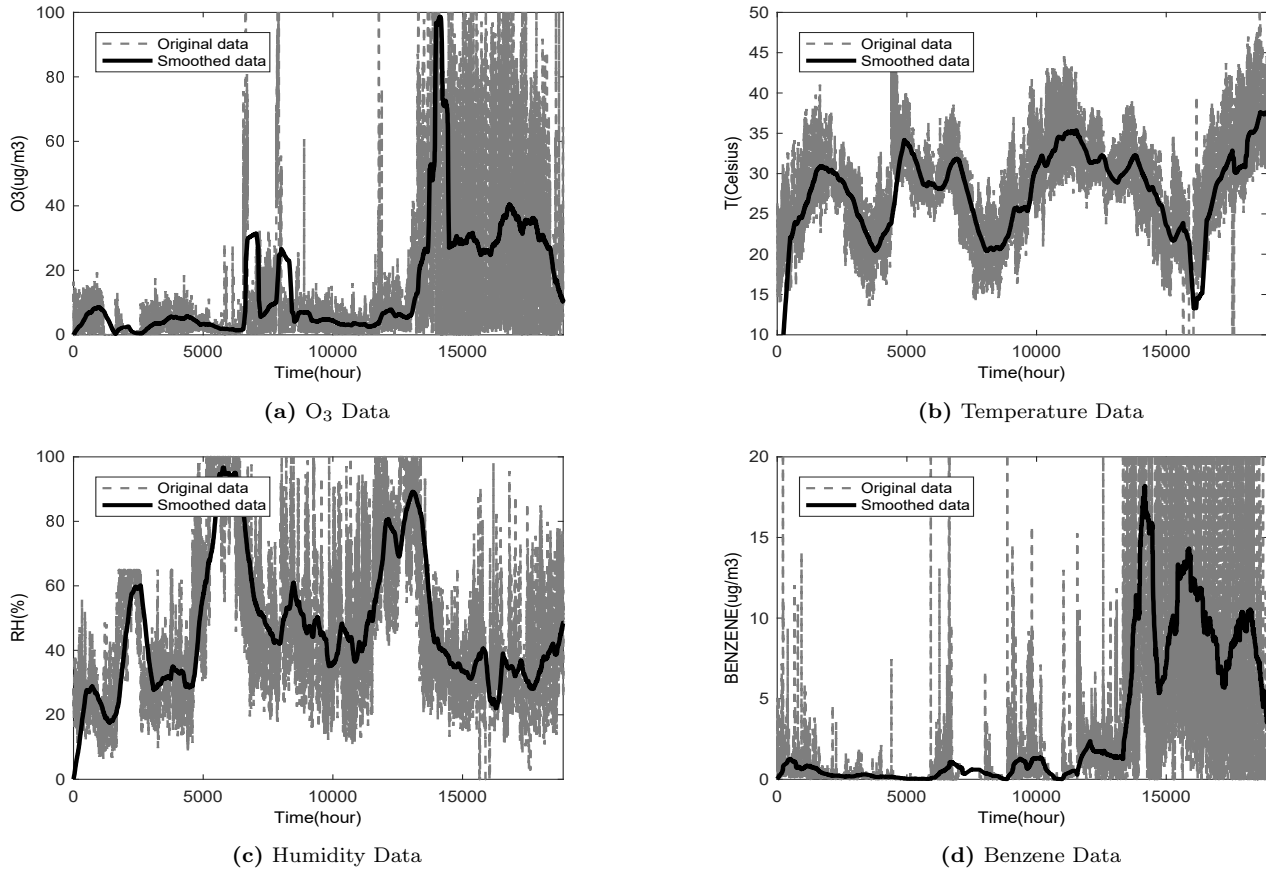 100
80
60
40
20
0
O3(ug/m3)
Original data
Smoothed data
0
5000
10000
15000
Time(hour)
(a) O3 Data
50
45
40
35
30
25
20
15
10
T(Celsius)
Original data
Smoothed data
0
5000
10000
15000
Time(hour)
(b) Temperature Data
100
80
60
40
20
0
RH(%)
Original data
Smoothed data
0
5000
10000
15000
Time(hour)
(c) Humidity Data
20
15
10
5
0
BENZENE(ug/m3)
Original data
Smoothed data
0
5000
10000
15000
Time(hour)
(d) Benzene Data